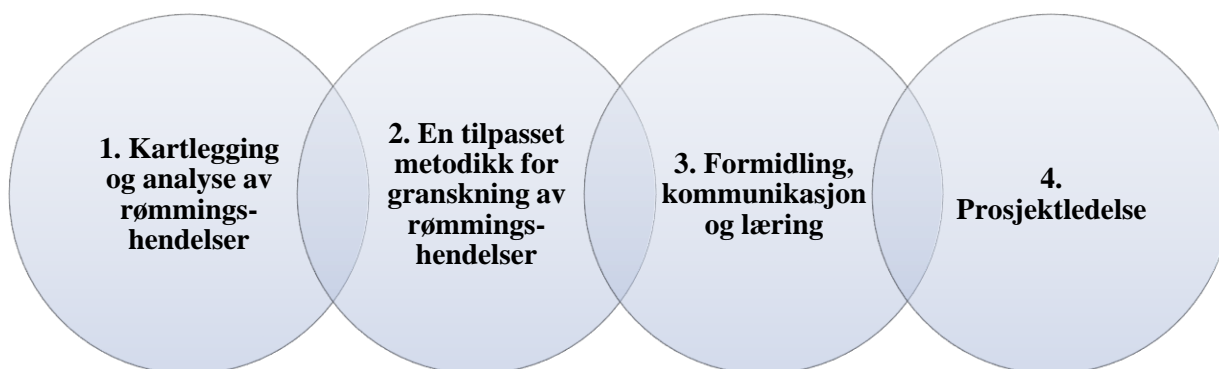 1. Kartlegging
og analyse av
rømmings-
hendelser
2. En tilpasset
metodikk for
granskning av
rømmings-
hendelser
3. Formidling,
kommunikasjon
og læring
4.
Prosjektledelse